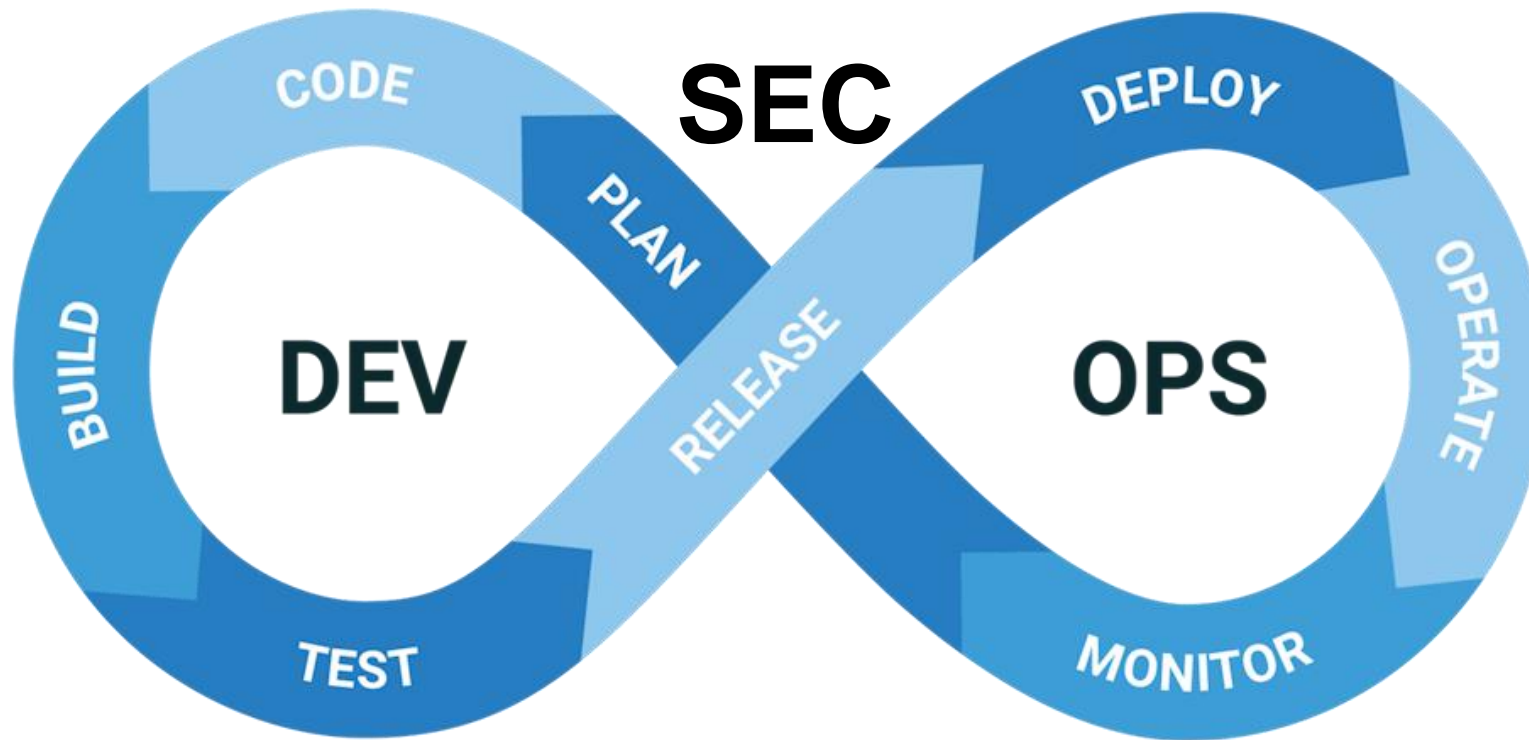 SEC
CODE
PLAN
BUILD
DEV
TEST
RELEASE
DEPLOY
OPS
OPERATE
MONITOR